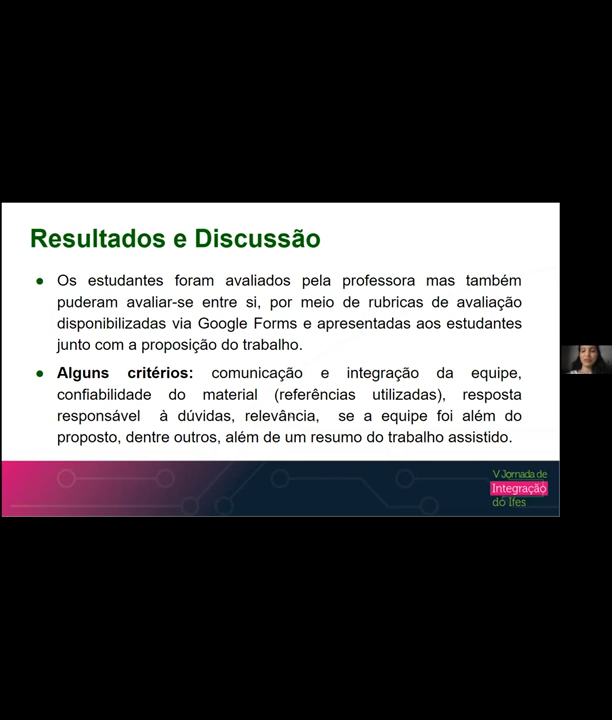 Resultados e Discussão
● Os estudantes foram avaliados pela professora mas também
puderam avaliar-se entre si, por meio de rubricas de avaliação
disponibilizadas via Google Forms e apresentadas aos estudantes
junto com a proposição do trabalho.
● Alguns critérios: comunicação e integração da equipe,
confiabilidade do material (referências utilizadas), resposta
responsável à dúvidas, relevância, se a equipe foi além do
proposto, dentre outros, além de um resumo do trabalho assistido.
V Jornada de
Integração
do Ifes